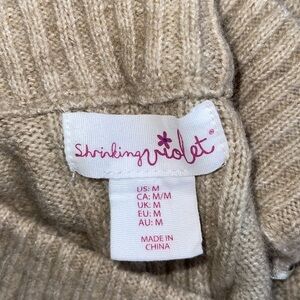 Shrinking violet®
US: M
CA: M/M
UK: M
EU: M
AU: M
MADE IN
CHINA